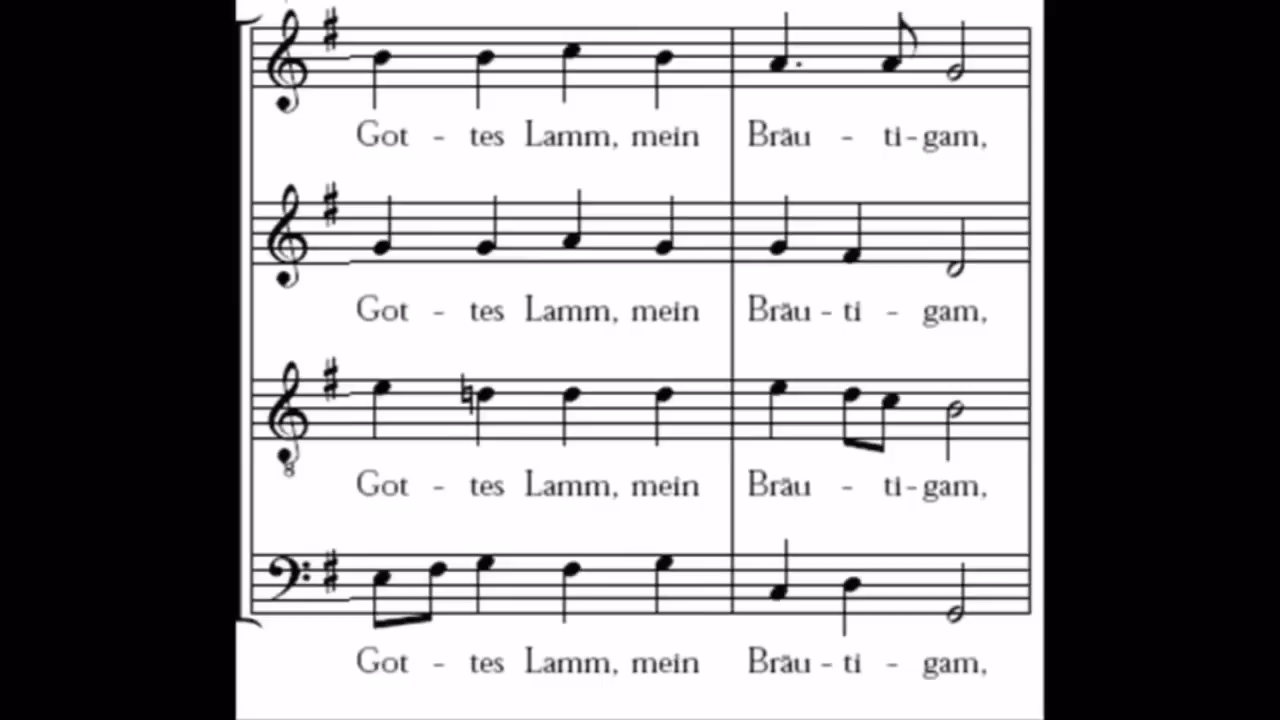 Got - tes Lamm, mein Bräu - ti-gam,
Got - tes Lamm, mein Bräu - ti - gam,
8
Got - tes Lamm, mein Bräu - ti-gam,
Got - tes Lamm, mein Bräu - ti - gam,